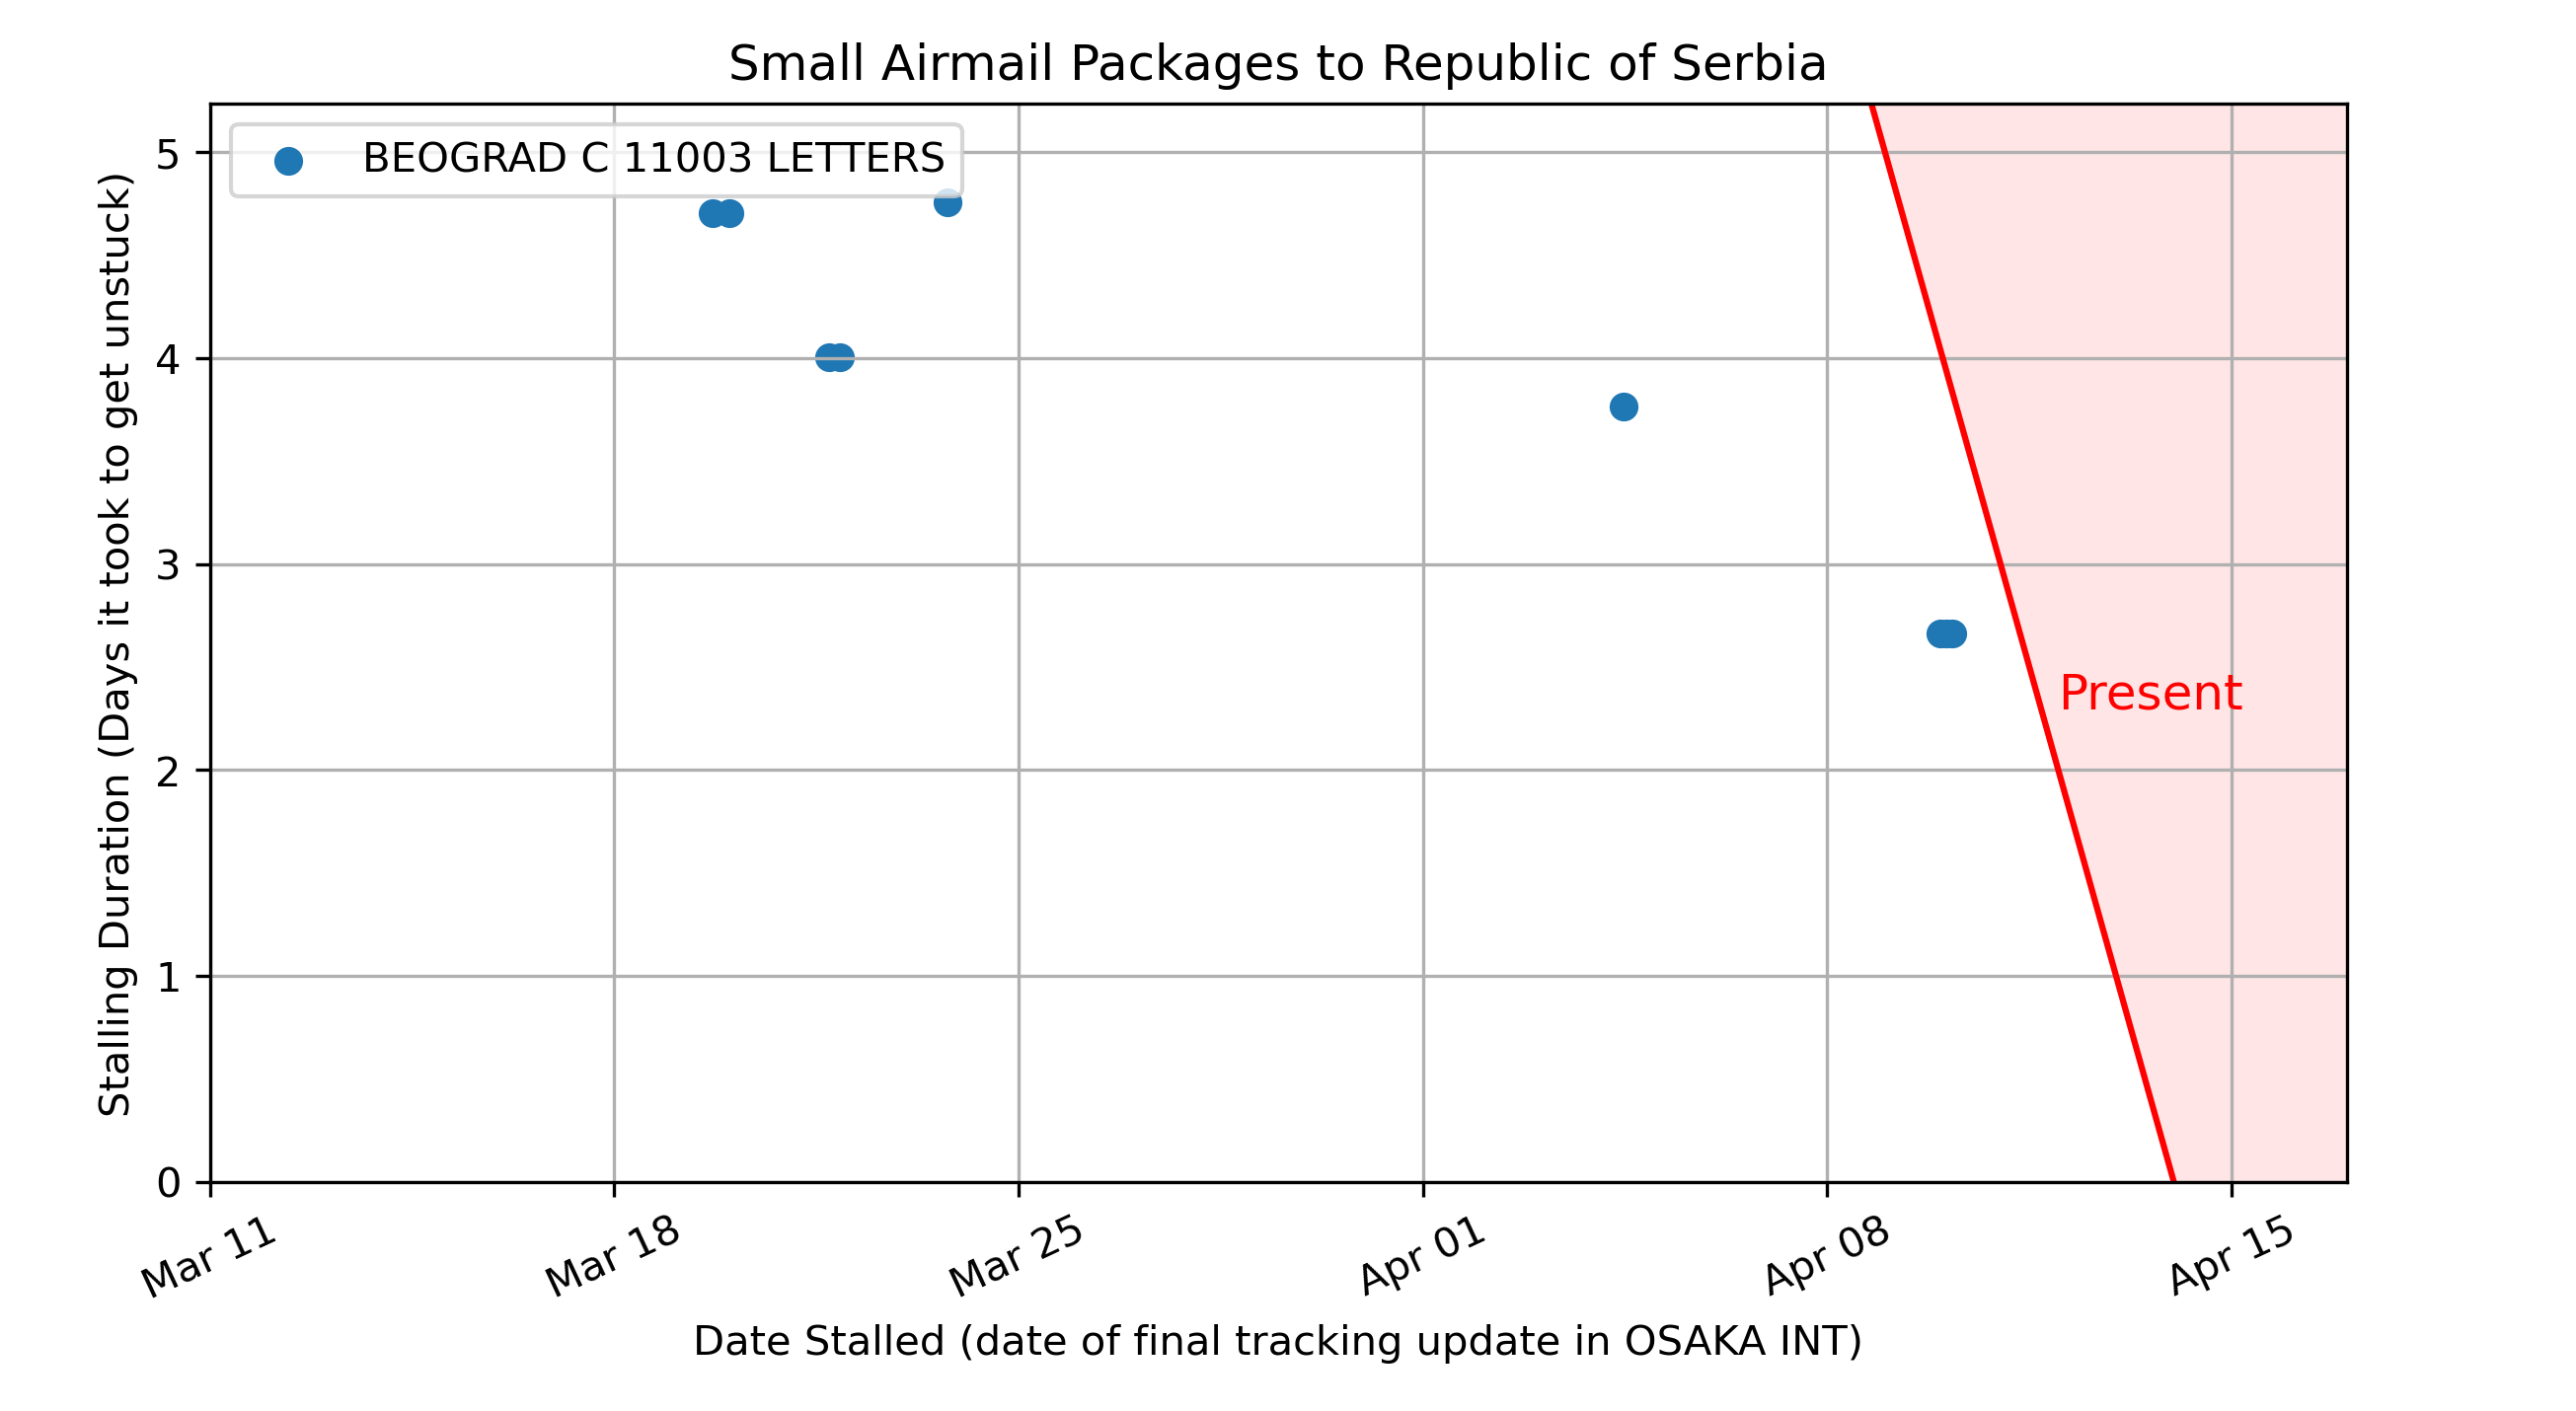 Small Airmail Packages to Republic of Serbia
BEOGRAD C 11003 LETTERS
Stalling Duration (Days it took to get unstuck)
5
4
3
2
1
0
Present
Mar 11
Mar 18
Mar 25
Apr 01
Apr 08
Apr 15
Date Stalled (date of final tracking update in OSAKA INT)